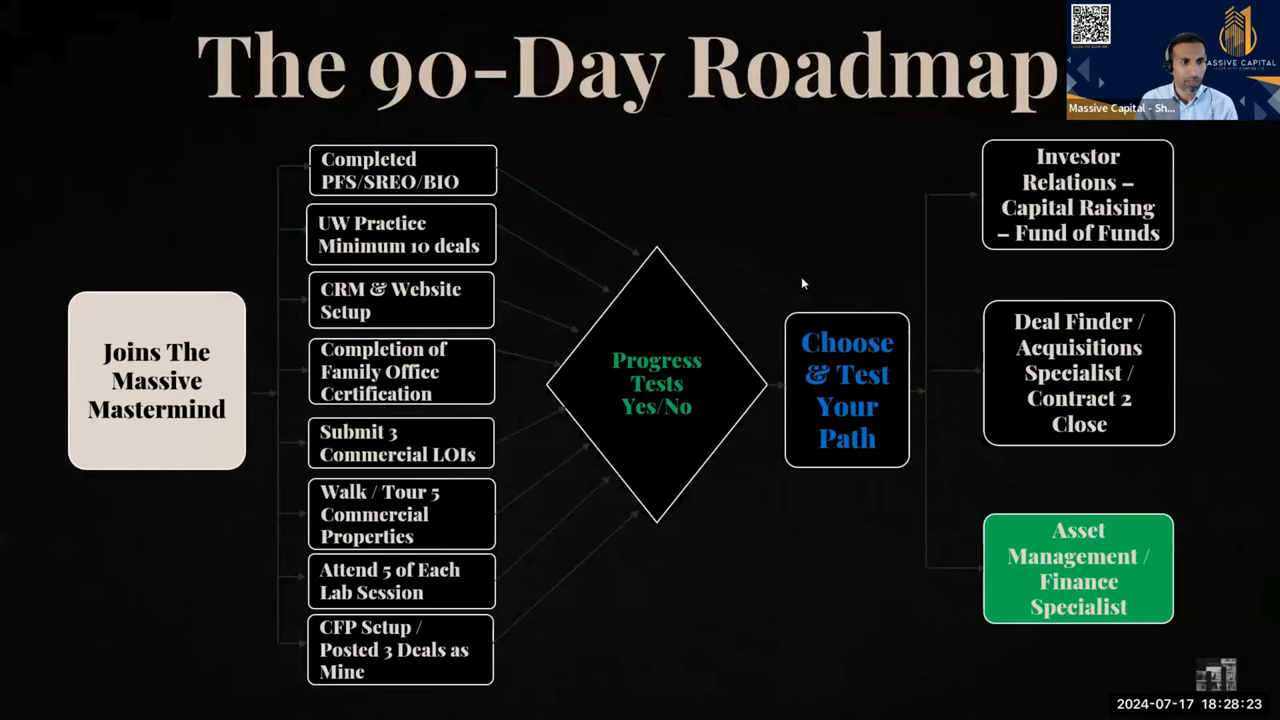 The 90-Day Roadmap
MASSIVE CAPITAL
Massive Capital - Sh...
Joins The
Massive
Mastermind
Completed
PFS/SREO/BIO
UW Practice
Minimum 10 deals
CRM & Website
Setup
Completion of
Family Office
Certification
Submit 3
Commercial LOIs
Walk / Tour 5
Commercial
Properties
Attend 5 of Each
Lab Session
CFP Setup /
Posted 3 Deals as
Mine
Progress
Tests
Yes/No
Choose
& Test
Your
Path
Investor
Relations –
Capital Raising
– Fund of Funds
Deal Finder /
Acquisitions
Specialist /
Contract 2
Close
Asset
Management /
Finance
Specialist
2024-07-17 18:28:23